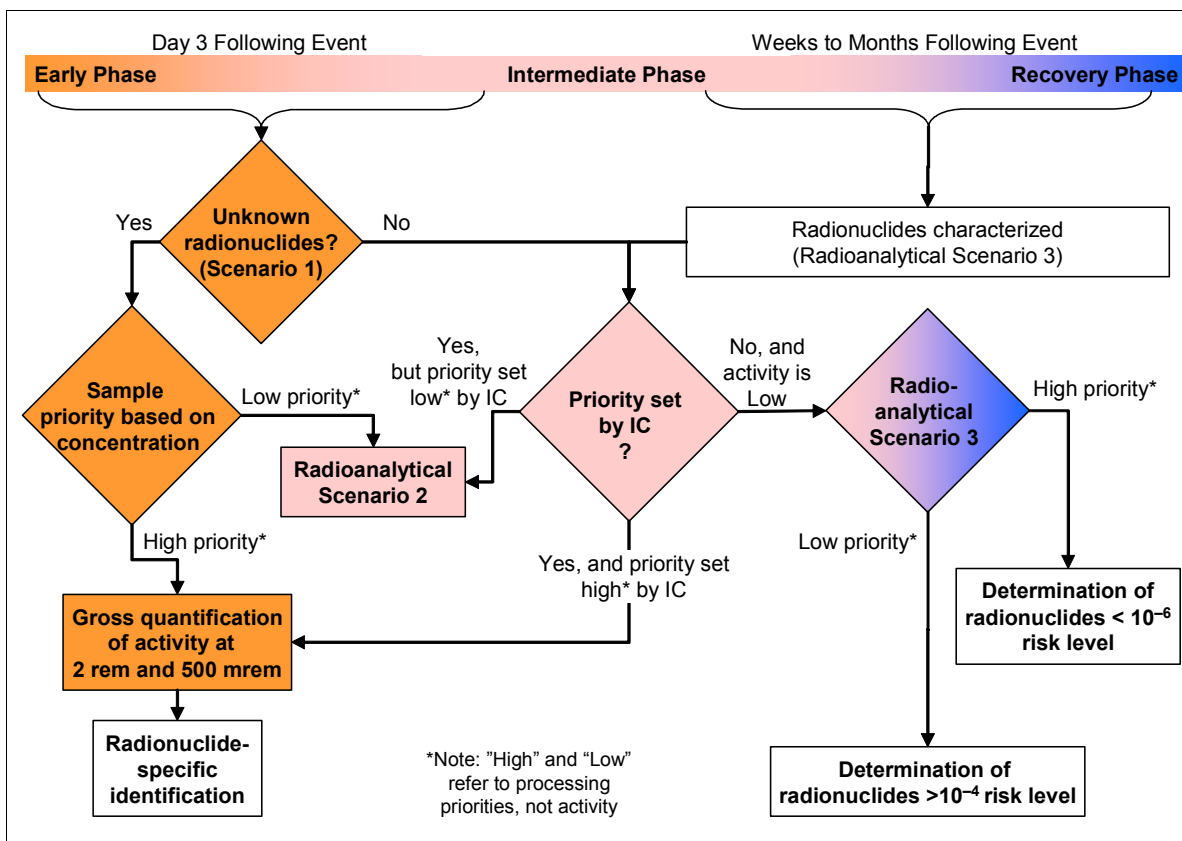 Day 3 Following Event
Weeks to Months Following Event
Early Phase
Intermediate Phase
Recovery Phase
Yes
Unknown
radionuclides?
(Scenario 1)
No
Radionuclides characterized
(Radioanalytical Scenario 3)
Sample
priority based on
concentration
Low priority*
Yes,
but priority set
low* by IC
Priority set
by IC
?
No, and
activity is
Low
Radio-
analytical
Scenario 3
High priority*
Radioanalytical
Scenario 2
High priority*
Yes, and priority set
high* by IC
Low priority*
Gross quantification
of activity at
2 rem and 500 mrem
Determination of
radionuclides < 10⁻⁶
risk level
Radionuclide-
specific
identification
*Note: ”High” and “Low”
refer to processing
priorities, not activity
Determination of
radionuclides >10⁻⁴ risk level